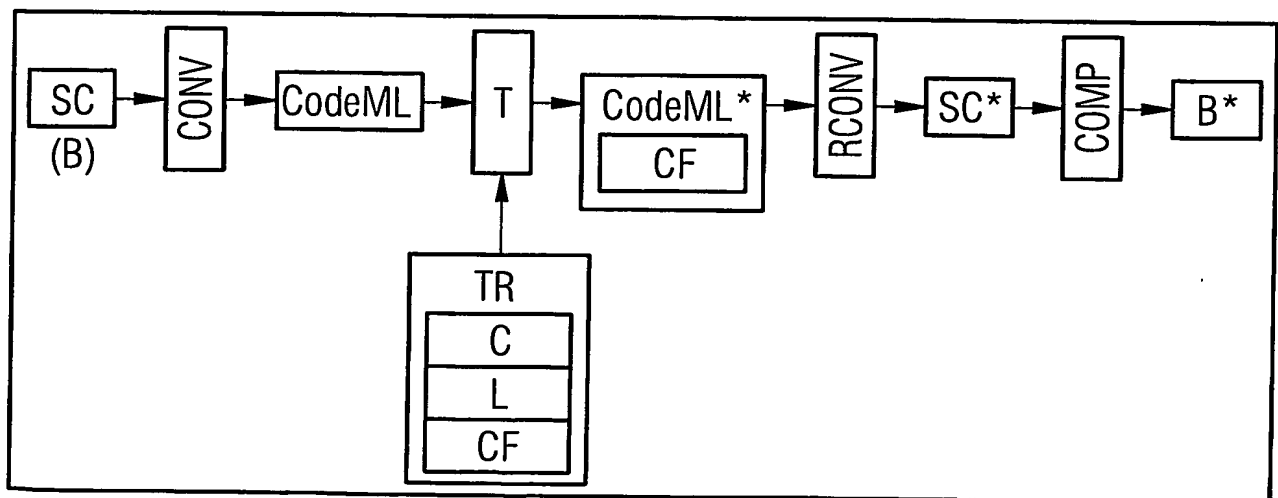 SC
(B)
CONV
CodeML
T
CodeML*
CF
RCONV
SC*
COMP
B*
TR
C
L
CF